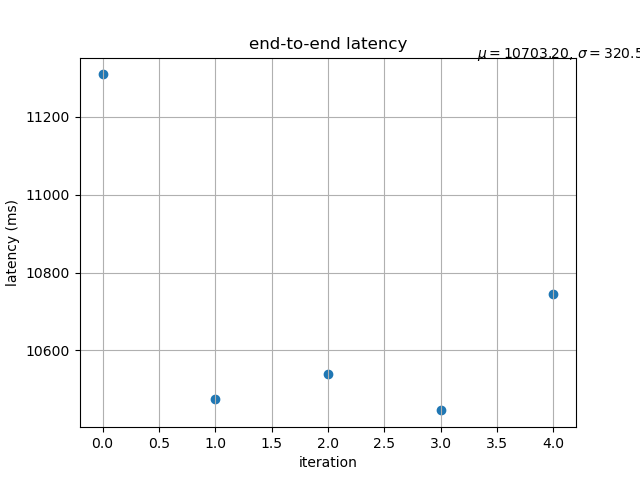 end-to-end latency
μ = 10703.20, σ = 320.5
11200
11000
10800
10600
latency (ms)
0.0 0.5 1.0 1.5 2.0 2.5 3.0 3.5 4.0
iteration